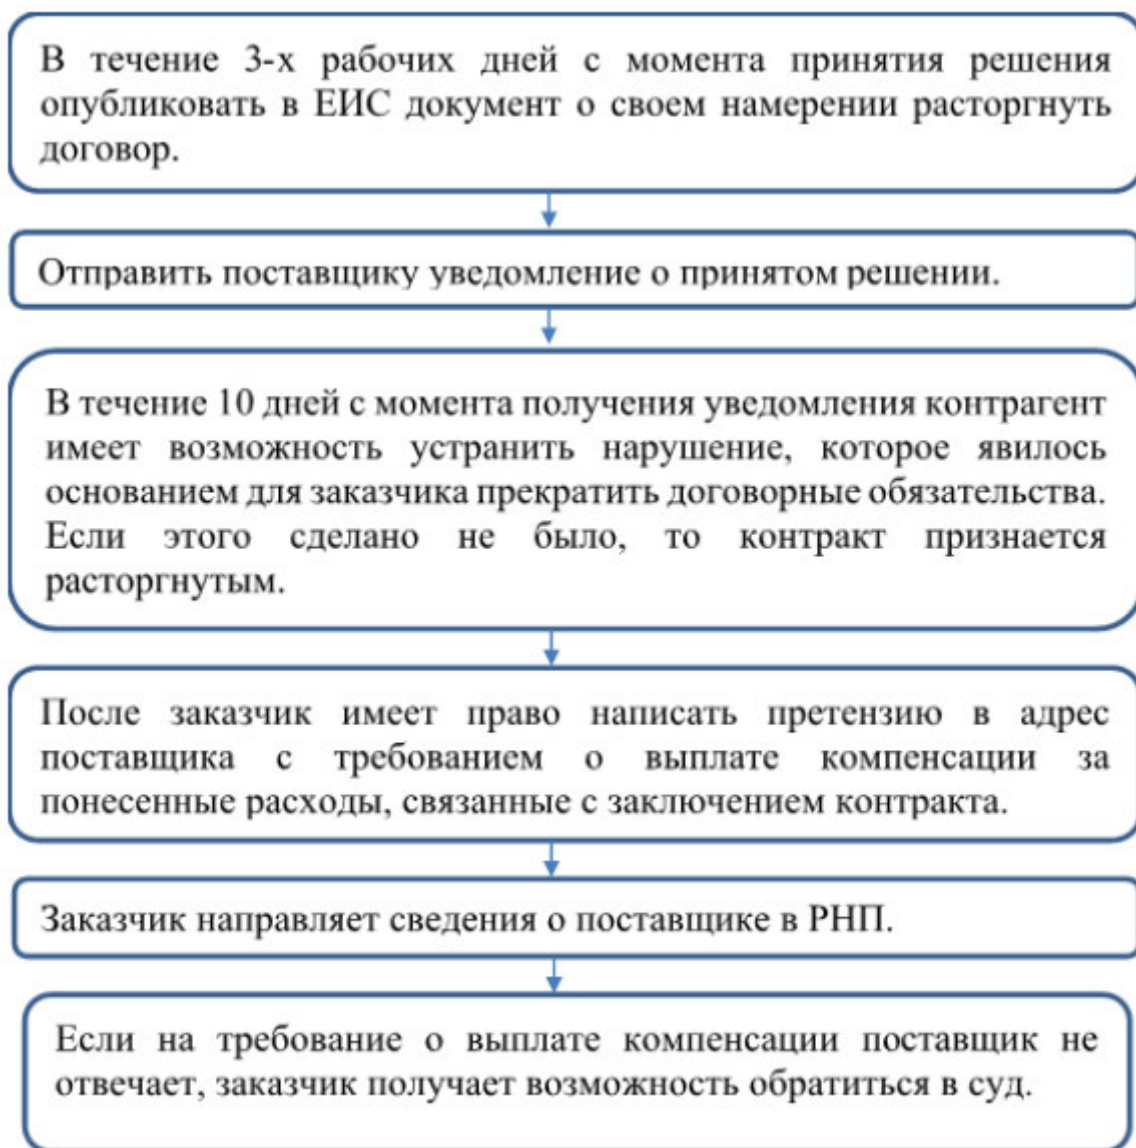 В течение 3-х рабочих дней с момента принятия решения
опубликовать в ЕИС документ о своем намерении расторгнуть
договор.
Отправить поставщику уведомление о принятом решении.
В течение 10 дней с момента получения уведомления контрагент
имеет возможность устранить нарушение, которое явилось
основанием для заказчика прекратить договорные обязательства.
Если этого сделано не было, то контракт признается
расторгнутым.
После заказчик имеет право написать претензию в адрес
поставщика с требованием о выплате компенсации за
понесенные расходы, связанные с заключением контракта.
Заказчик направляет сведения о поставщике в РНП.
Если на требование о выплате компенсации поставщик не
отвечает, заказчик получает возможность обратиться в суд.